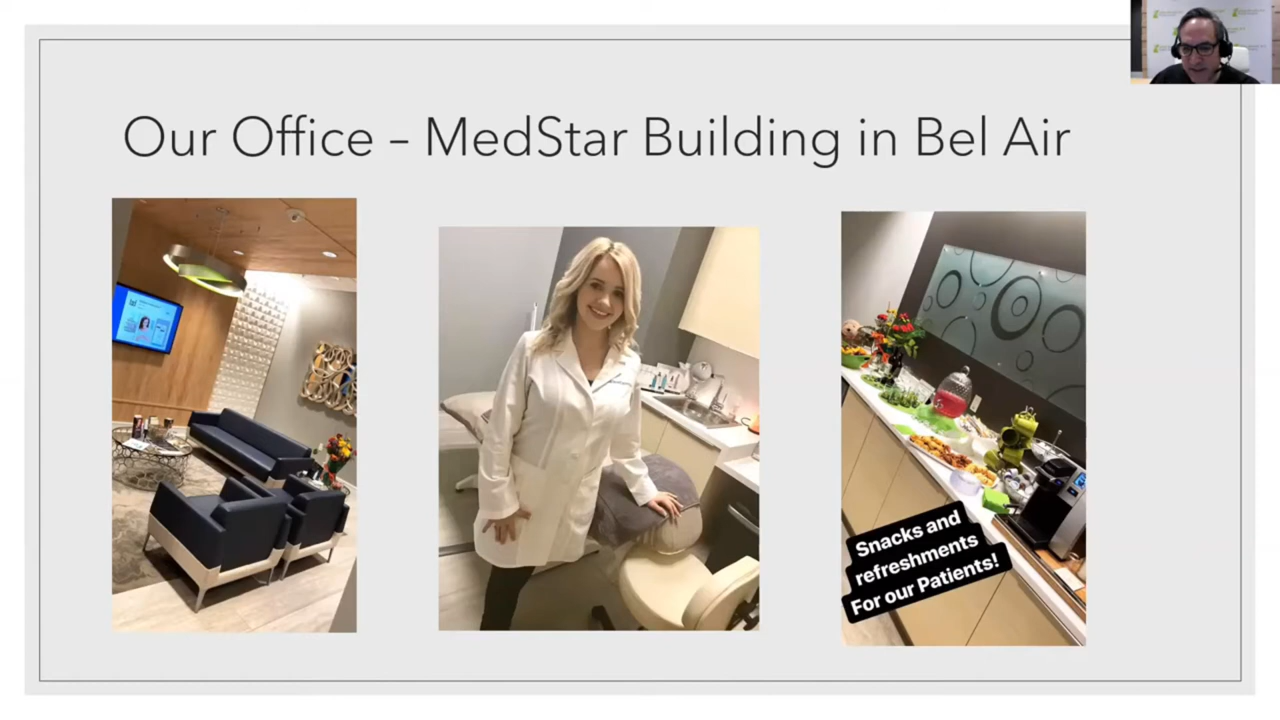 Our Office – MedStar Building in Bel Air
Snacks and
refreshments
For our Patients!